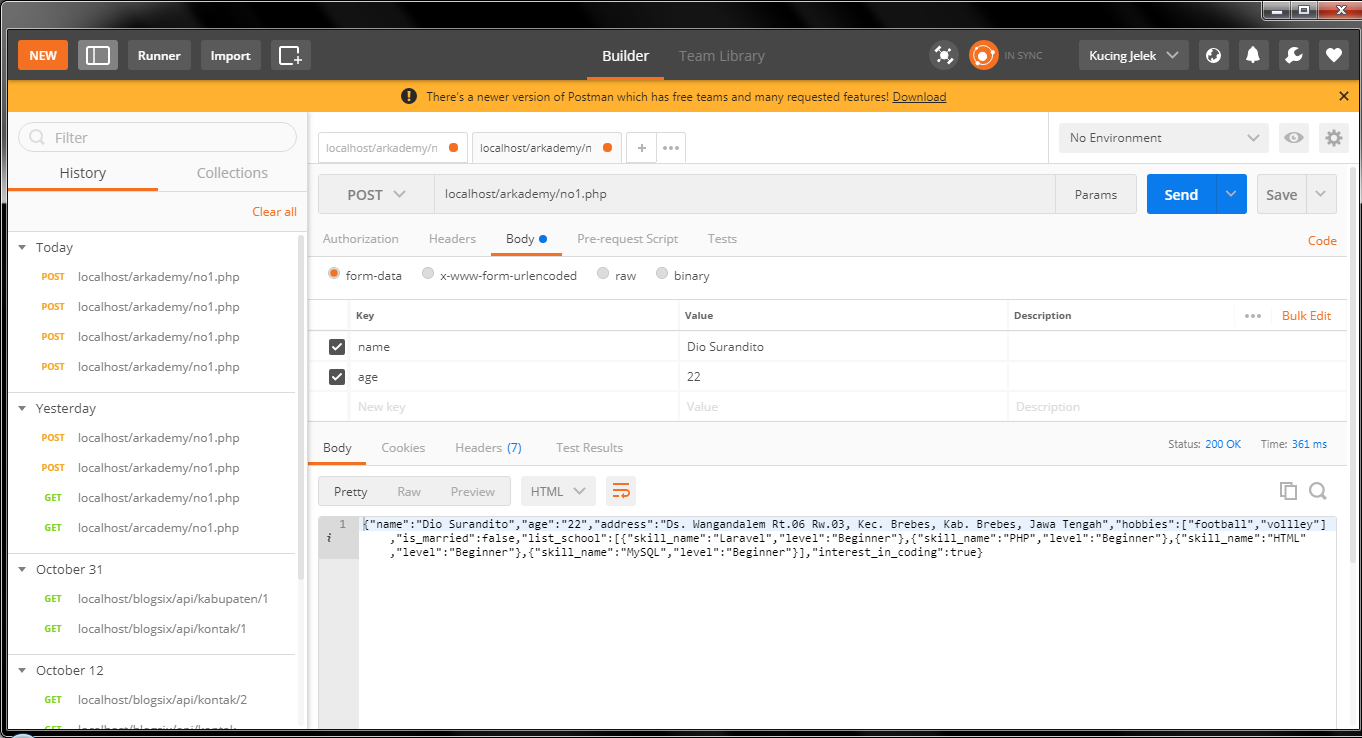 NEW Runner Import Builder Team Library IN SYNC Kucing Jelek
There's a newer version of Postman which has free teams and many requested features! Download
Filter
History Collections
Clear all
Today
POST localhost/arkademy/no1.php
POST localhost/arkademy/no1.php
POST localhost/arkademy/no1.php
POST localhost/arkademy/no1.php
Yesterday
POST localhost/arkademy/no1.php
POST localhost/arkademy/no1.php
GET localhost/arkademy/no1.php
GET localhost/arcademy/no1.php
October 31
GET localhost/blogsix/api/kabupaten/1
GET localhost/blogsix/api/kontak/1
October 12
GET localhost/blogsix/api/kontak/2
GET localhost/blogsix/api/kontak
localhost/arkademy/n localhost/arkademy/n + ••• No Environment
POST localhost/arkademy/no1.php Params Send Save
Authorization Headers Body Pre-request Script Tests Code
form-data x-www-form-urlencoded raw binary
Key Value Description ••• Bulk Edit
name Dio Surandito
age 22
New key Value Description
Body Cookies Headers (7) Test Results Status: 200 OK Time: 361 ms
Pretty Raw Preview HTML
1 {"name":"Dio Surandito","age":"22","address":"Ds. Wangandalem Rt.06 Rw.03, Kec. Brebes, Kab. Brebes, Jawa Tengah","hobbies":["football","vollley"]
i ,"is_married":false,"list_school":[{"skill_name":"Laravel","level":"Beginner"},{"skill_name":"PHP","level":"Beginner"},{"skill_name":"HTML"
,"level":"Beginner"},{"skill_name":"MySQL","level":"Beginner"}],"interest_in_coding":true}